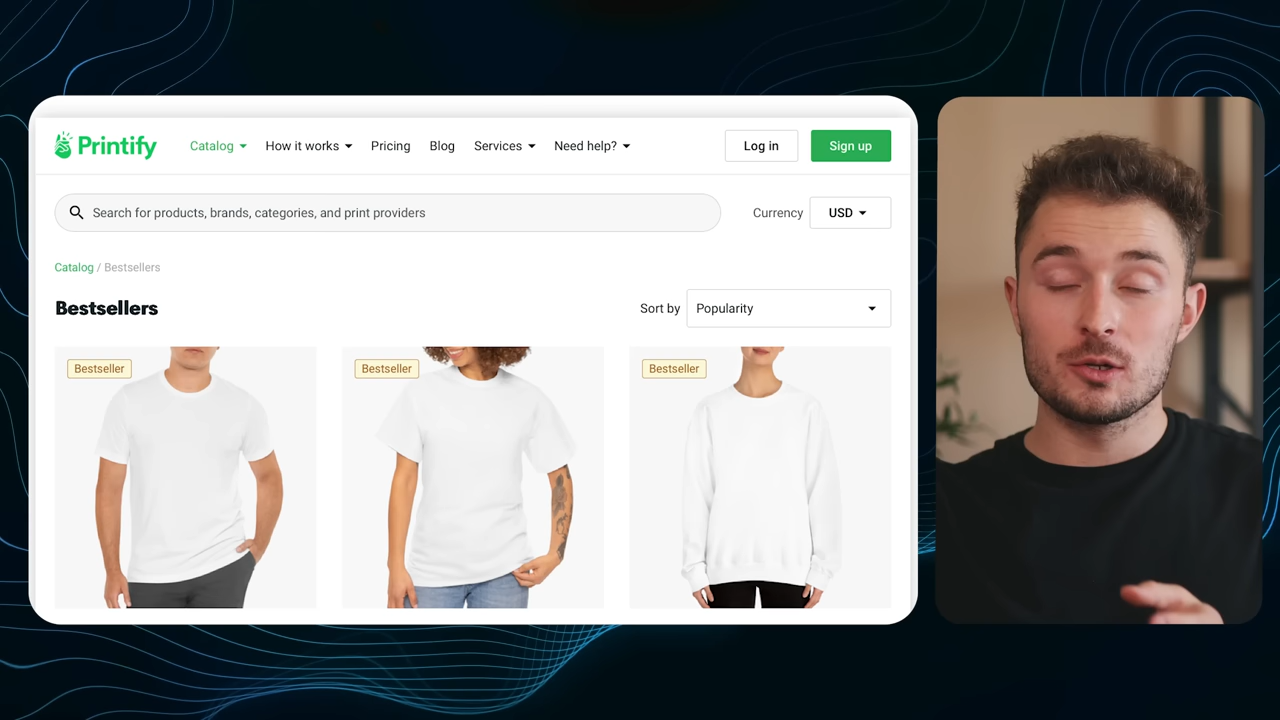 Printify Catalog How it works Pricing Blog Services Need help? Log in Sign up
Search for products, brands, categories, and print providers Currency USD
Catalog / Bestsellers
Bestsellers Sort by Popularity
Bestseller Bestseller Bestseller